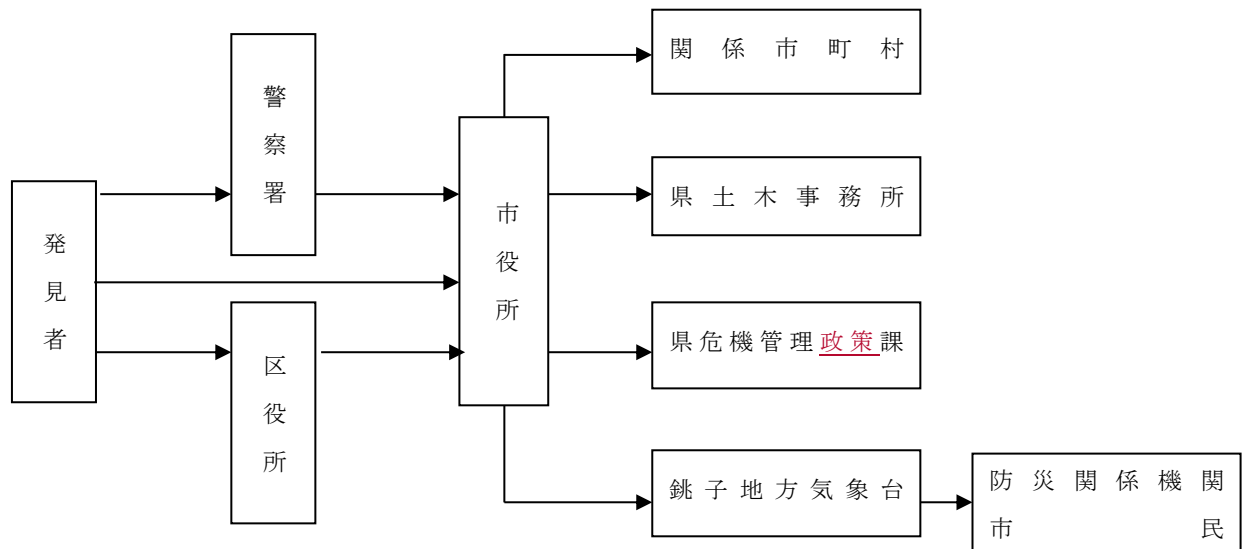 発見者
警察署
区役所
市役所
関係市町村
県土木事務所
県危機管理政策課
銚子地方気象台
防災関係機関
市民